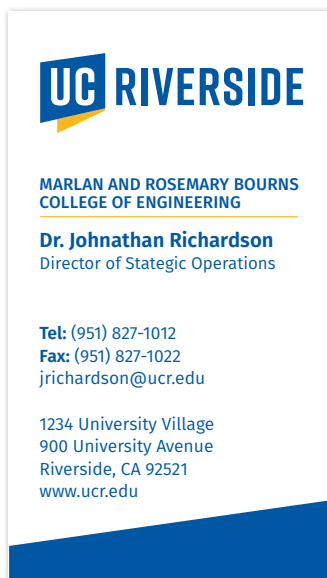 UC RIVERSIDE
MARLAN AND ROSEMARY BOURNS
COLLEGE OF ENGINEERING
Dr. Johnathan Richardson
Director of Stategic Operations
Tel: (951) 827-1012
Fax: (951) 827-1022
jrichardson@ucr.edu
1234 University Village
900 University Avenue
Riverside, CA 92521
www.ucr.edu